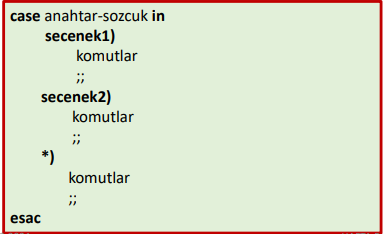 case anahtar-sozcuk in
secenek1)
komutlar
;;
secenek2)
komutlar
;;
*)
komutlar
;;
esac